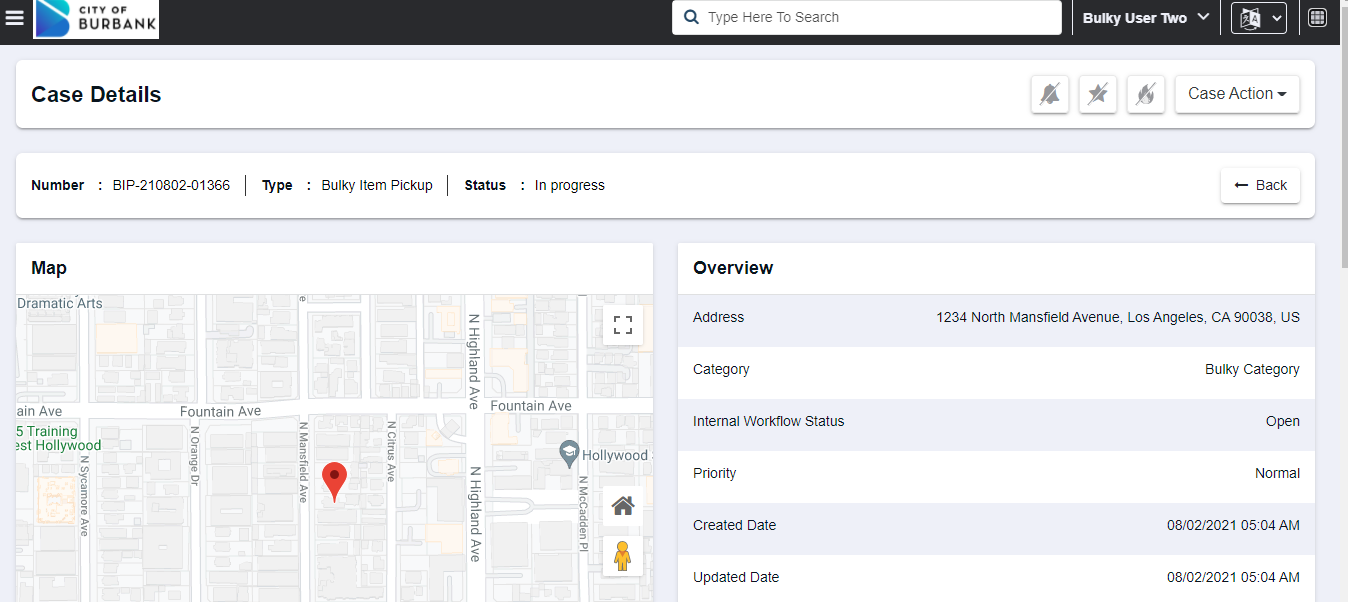 CITY OF
BURBANK
Type Here To Search
Bulky User Two
Case Details
Case Action
Number : BIP-210802-01366 Type : Bulky Item Pickup Status : In progress
Back
Map
Dramatic Arts
N Highland Ave
ain Ave
Fountain Ave
Fountain Ave
5 Training
est Hollywood
N Sycamore Ave
N Orange Dr
N Mansfield Ave
N Citrus Ave
N Highland Ave
Hollywood
N McCadden Pl
Overview
Address 1234 North Mansfield Avenue, Los Angeles, CA 90038, US
Category Bulky Category
Internal Workflow Status Open
Priority Normal
Created Date 08/02/2021 05:04 AM
Updated Date 08/02/2021 05:04 AM